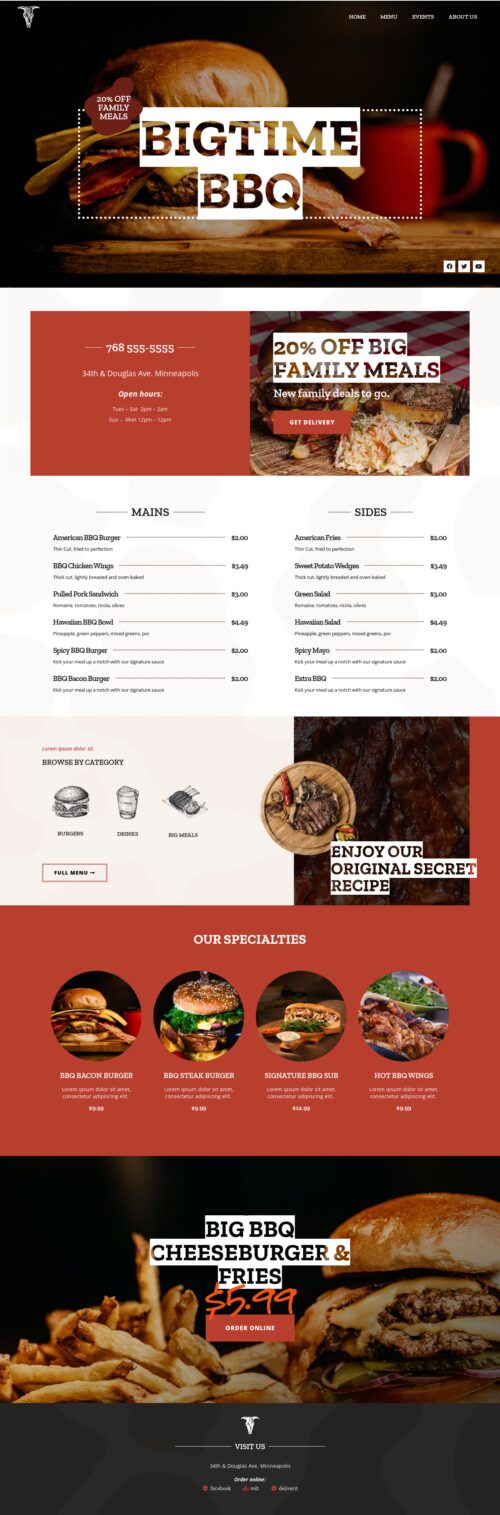 HOME MENU EVENTS ABOUT US
20% OFF
FAMILY
MEALS
BIGTIME
BBQ
768 555-5555
34th & Douglas Ave. Minneapolis
Open hours:
Tues – Sat 2pm – 2am
Sun – Mon 12pm – 12pm
20% OFF BIG
FAMILY MEALS
New family deals to go.
GET DELIVERY
MAINS
American BBQ Burger $2.00
Thin Cut, fried to perfection
BBQ Chicken Wings $3.49
Thick cut, lightly breaded and oven-baked
Pulled Pork Sandwich $3.00
Romaine, tomatoes, ricola, olives
Hawaiian BBQ Bowl $4.49
Pineapple, green peppers, mixed greens, poi
Spicy BBQ Burger $2.00
Kick your meal up a notch with our signature sauce
BBQ Bacon Burger $2.00
Kick your meal up a notch with our signature sauce
SIDES
American Fries $2.00
Thin Cut, fried to perfection
Sweet Potato Wedges $3.49
Thick cut, lightly breaded and oven-baked
Green Salad $3.00
Romaine, tomatoes, ricola, olives
Hawaiian Salad $4.49
Pineapple, green peppers, mixed greens, poi
Spicy Mayo $2.00
Kick your meal up a notch with our signature sauce
Extra BBQ $2.00
Kick your meal up a notch with our signature sauce
Lorem ipsum dolor sit.
BROWSE BY CATEGORY
BURGERS DRINKS BIG MEALS
FULL MENU →
ENJOY OUR
ORIGINAL SECRET
RECIPE
OUR SPECIALTIES
BBQ BACON BURGER
Lorem ipsum dolor sit amet,
consectetur adipiscing elit.
$9.99
BBQ STEAK BURGER
Lorem ipsum dolor sit amet,
consectetur adipiscing elit.
$9.99
SIGNATURE BBQ SUB
Lorem ipsum dolor sit amet,
consectetur adipiscing elit.
$14.99
HOT BBQ WINGS
Lorem ipsum dolor sit amet,
consectetur adipiscing elit.
$9.99
BIG BBQ
CHEESEBURGER &
FRIES
$5.99
ORDER ONLINE
VISIT US
34th & Douglas Ave. Minneapolis
Order online:
facebook volt deliverit